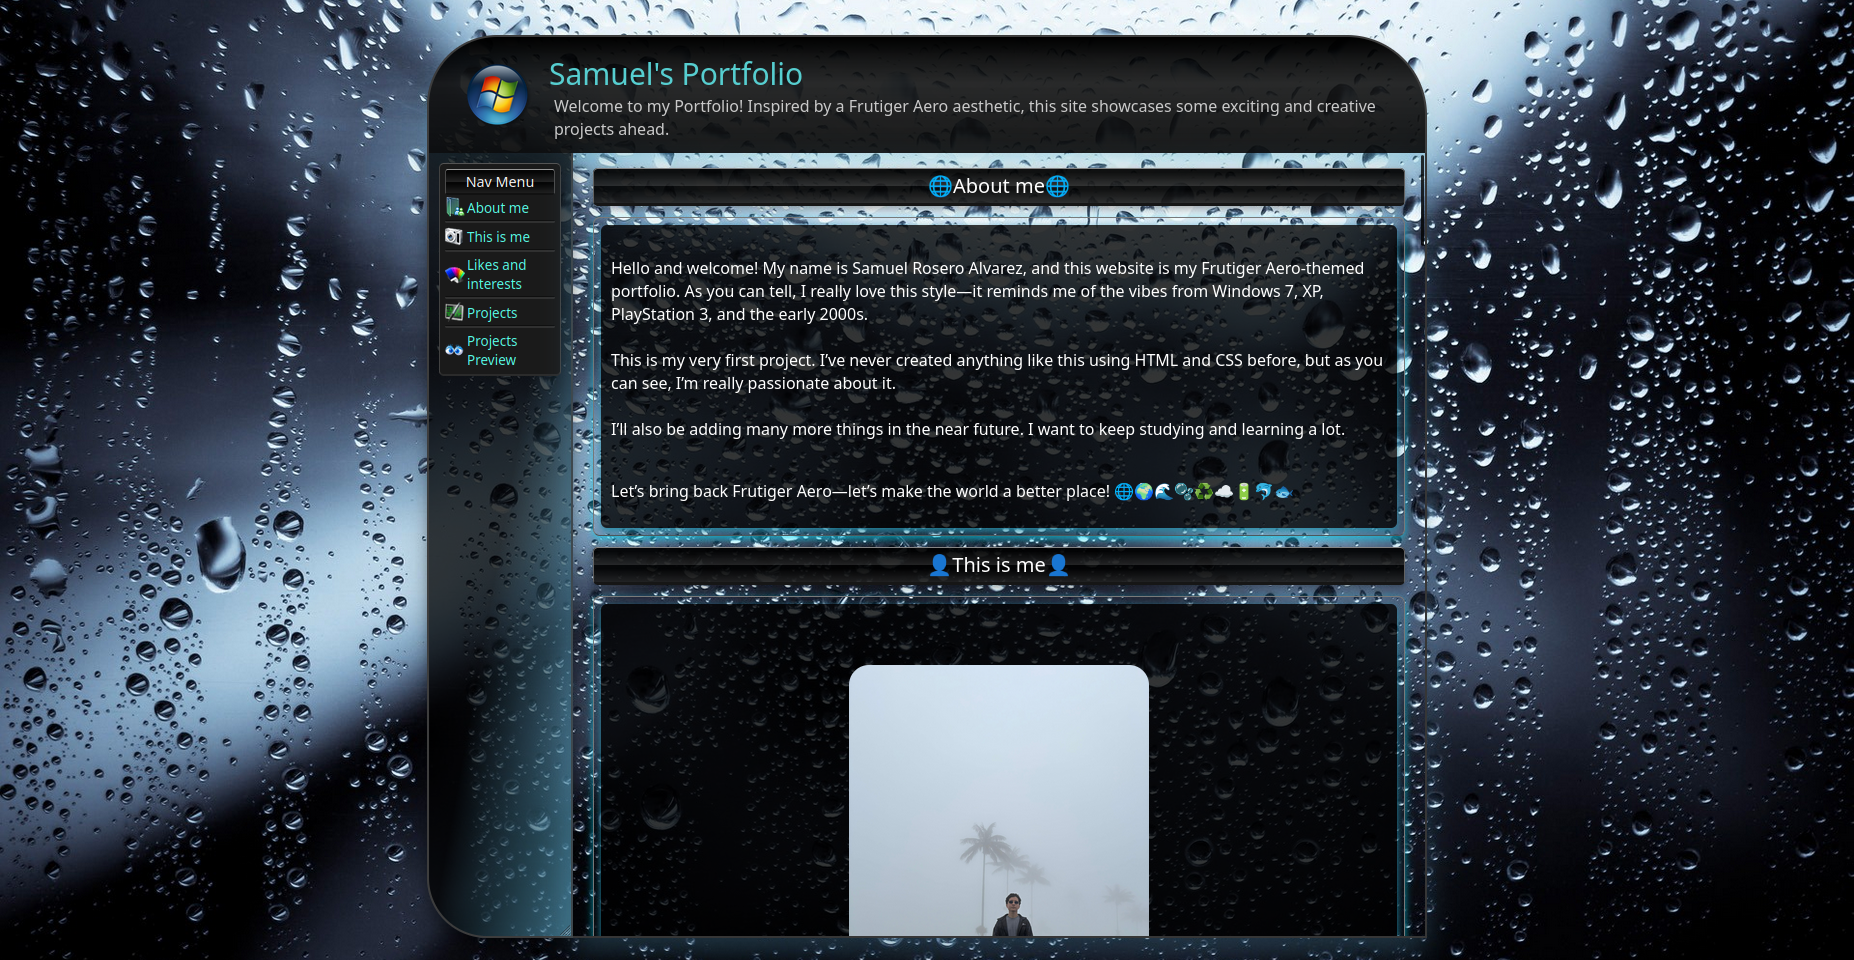 Samuel's Portfolio
Welcome to my Portfolio! Inspired by a Frutiger Aero aesthetic, this site showcases some exciting and creative
projects ahead.
Nav Menu
About me
This is me
Likes and
interests
Projects
Projects
Preview
🌐About me🌐
Hello and welcome! My name is Samuel Rosero Alvarez, and this website is my Frutiger Aero-themed
portfolio. As you can tell, I really love this style—it reminds me of the vibes from Windows 7, XP,
PlayStation 3, and the early 2000s.
This is my very first project. I’ve never created anything like this using HTML and CSS before, but as you
can see, I’m really passionate about it.
I’ll also be adding many more things in the near future. I want to keep studying and learning a lot.
Let’s bring back Frutiger Aero—let’s make the world a better place! 🌐🌍🌊🫧♻️☁️🔋🐬🐟
👤This is me👤